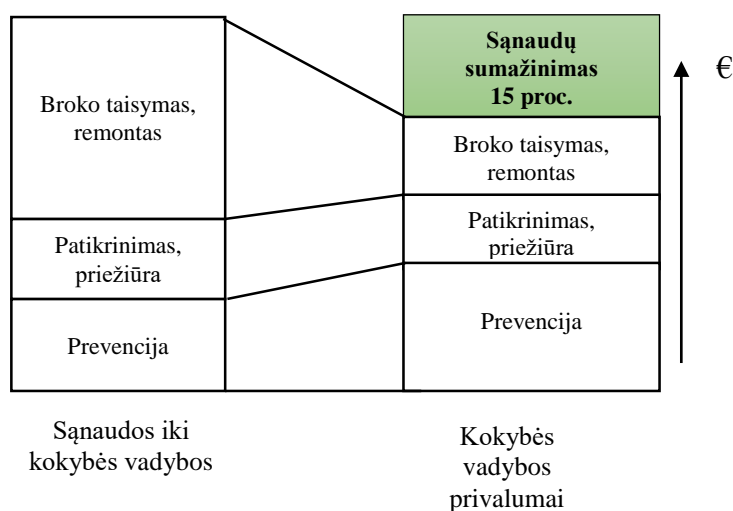 Broko taisymas,
remontas
Patikrinimas,
priežiūra
Prevencija
Sąnaudos iki
kokybės vadybos
Sąnaudų
sumažinimas
15 proc.
Broko taisymas,
remontas
Patikrinimas,
priežiūra
Prevencija
Kokybės
vadybos
privalumai
€